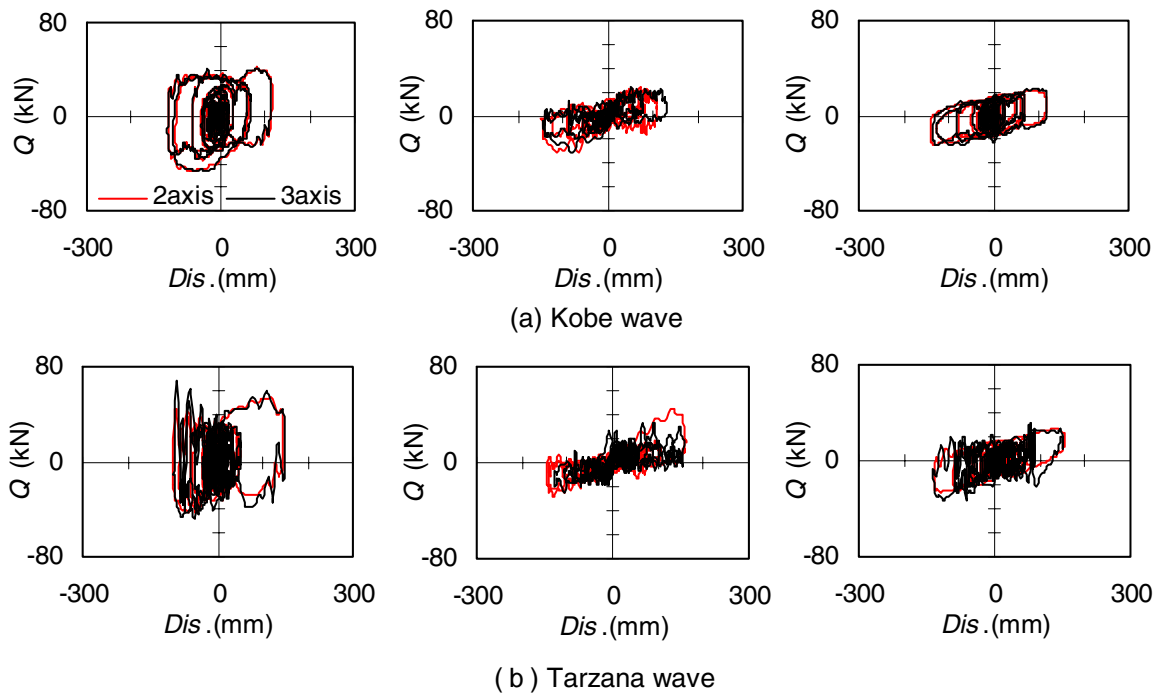 80 80 80
Q (kN) Q (kN) Q (kN)
0 0 0
2axis 3axis
-80 -80 -80
-300 0 300 -300 0 300 -300 0 300
Dis.(mm) Dis.(mm) Dis.(mm)
(a) Kobe wave
80 80 80
Q (kN) Q (kN) Q (kN)
0 0 0
-80 -80 -80
-300 0 300 -300 0 300 -300 0 300
Dis.(mm) Dis.(mm) Dis.(mm)
( b ) Tarzana wave